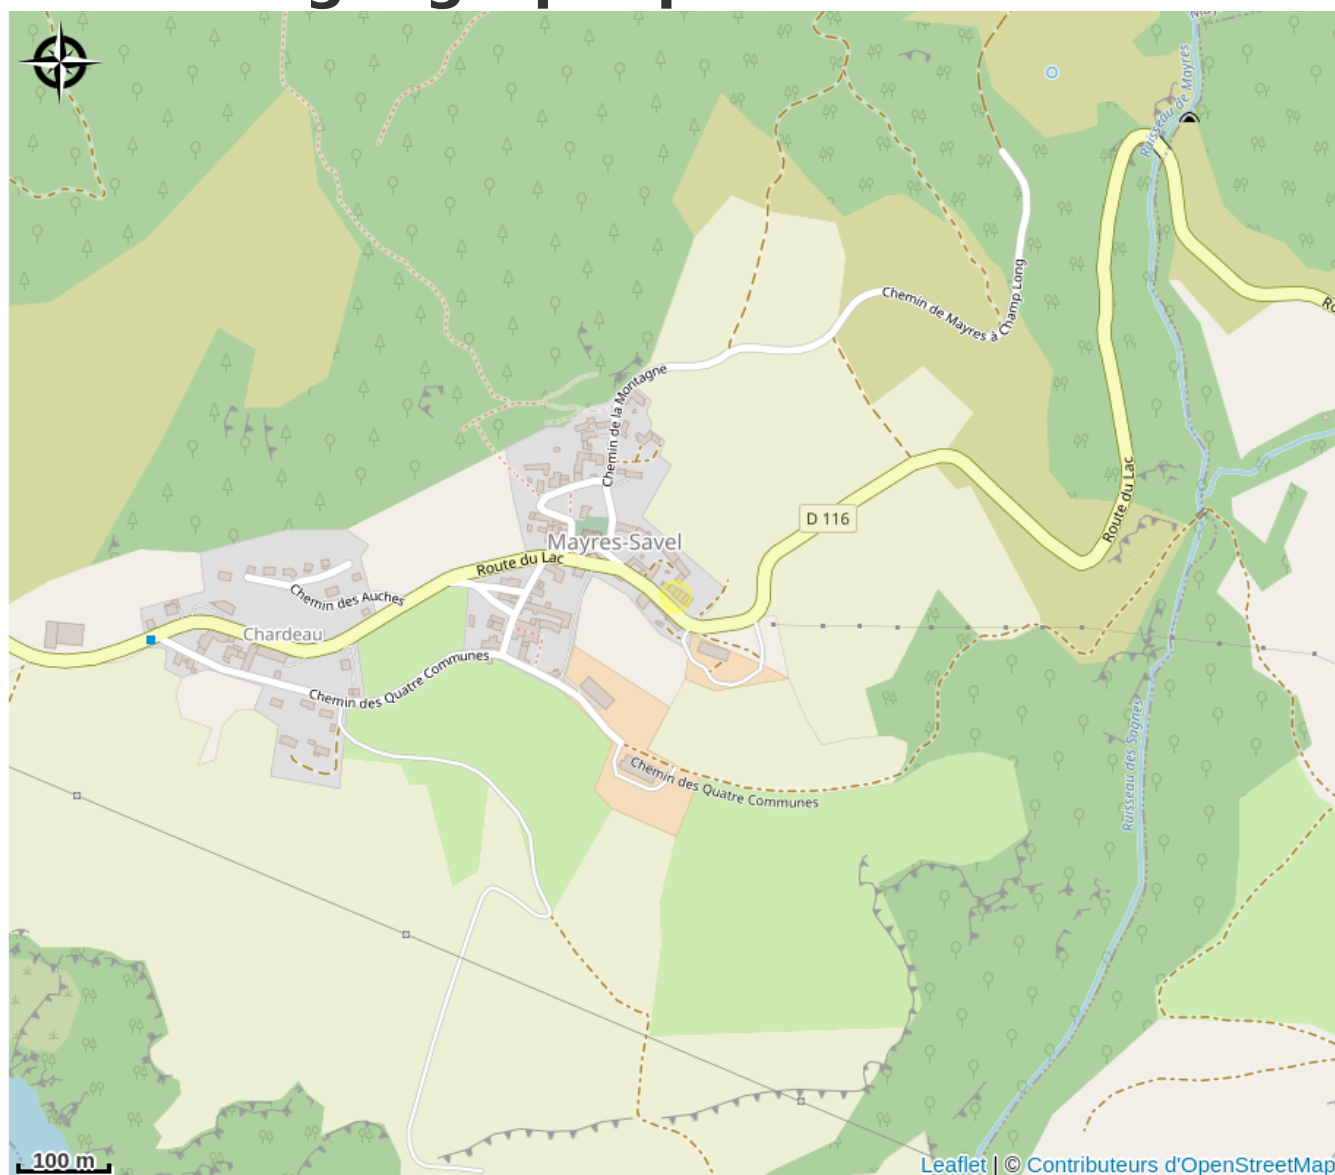 Ruisseau de Mayres
Chemin de Mayres à Champ Long
Chemin de la Montagne
Route du Lac
D 116
Mayres-Savel
Route du Lac
Chemin des Auches
Chardeau
Chemin des Quatre Communes
Chemin des Quatre Communes
Ruisseau des Sagnes
100 m
Leaflet | © Contributeurs d'OpenStreetMap